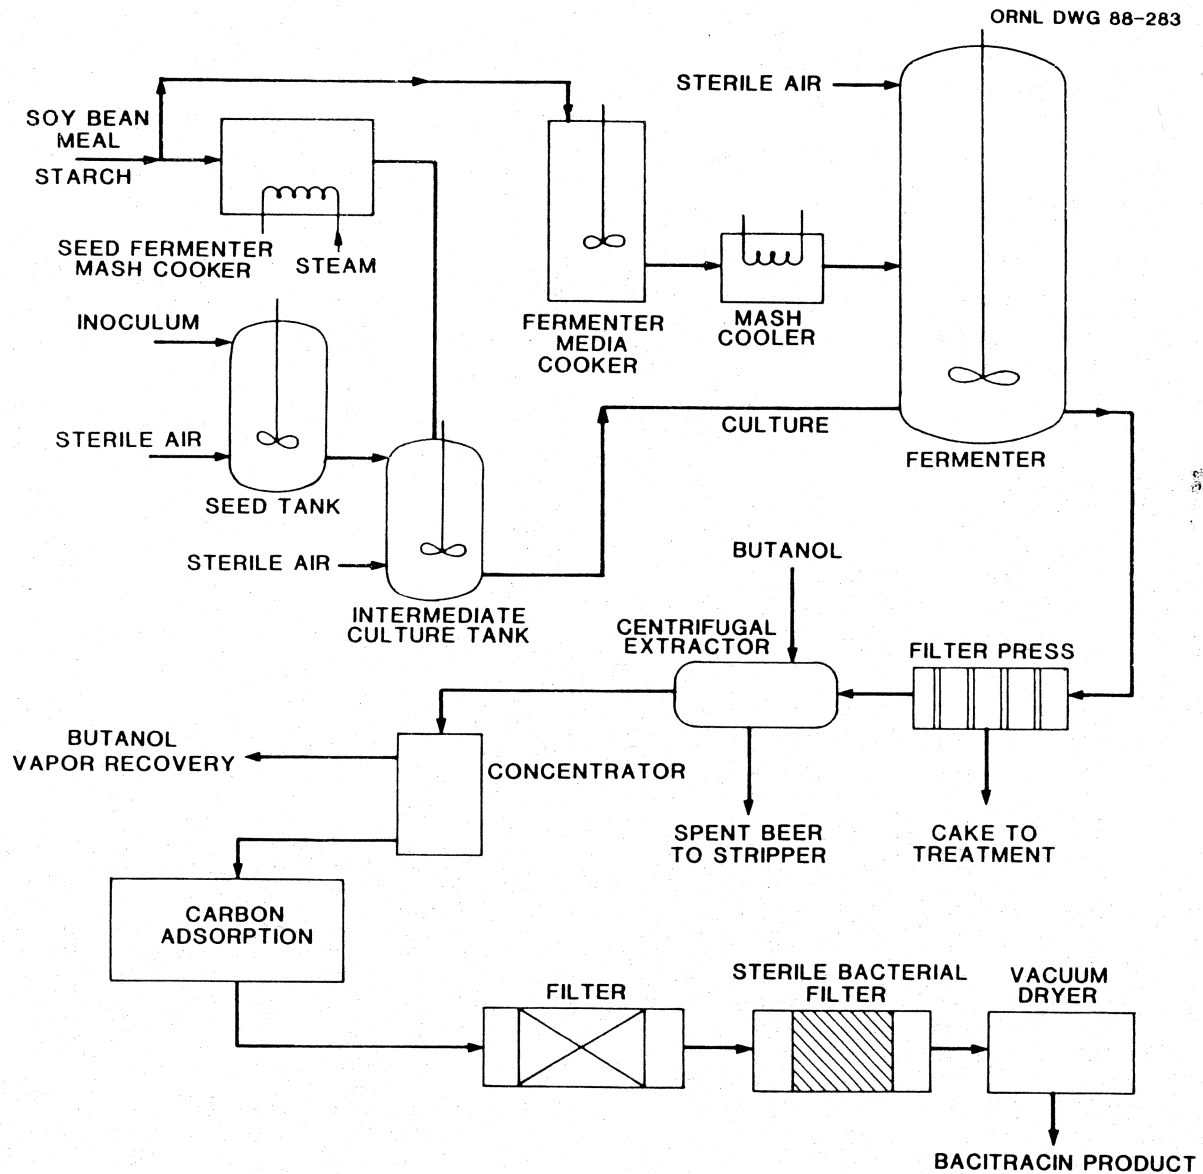 ORNL DWG 88-283
STERILE AIR
SOY BEAN
MEAL
STARCH
SEED FERMENTER
MASH COOKER
STEAM
INOCULUM
FERMENTER
MEDIA
COOKER
MASH
COOLER
STERILE AIR
SEED TANK
CULTURE
FERMENTER
STERILE AIR
INTERMEDIATE
CULTURE TANK
BUTANOL
CENTRIFUGAL
EXTRACTOR
FILTER PRESS
BUTANOL
VAPOR RECOVERY
CONCENTRATOR
SPENT BEER
TO STRIPPER
CAKE TO
TREATMENT
CARBON
ADSORPTION
FILTER
STERILE BACTERIAL
FILTER
VACUUM
DRYER
BACITRACIN PRODUCT